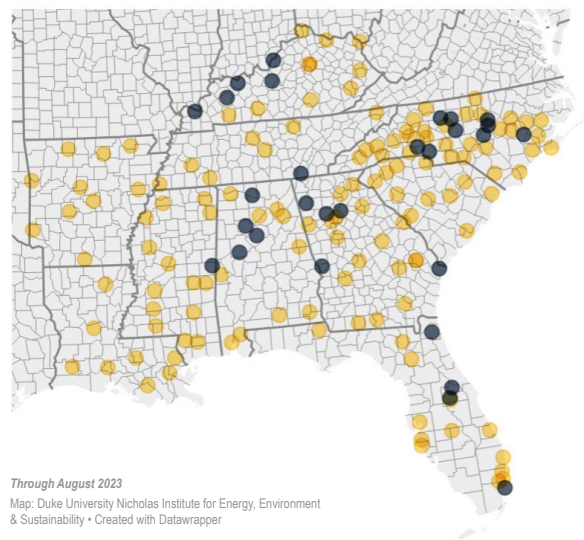 Through August 2023
Map: Duke University Nicholas Institute for Energy, Environment
& Sustainability • Created with Datawrapper